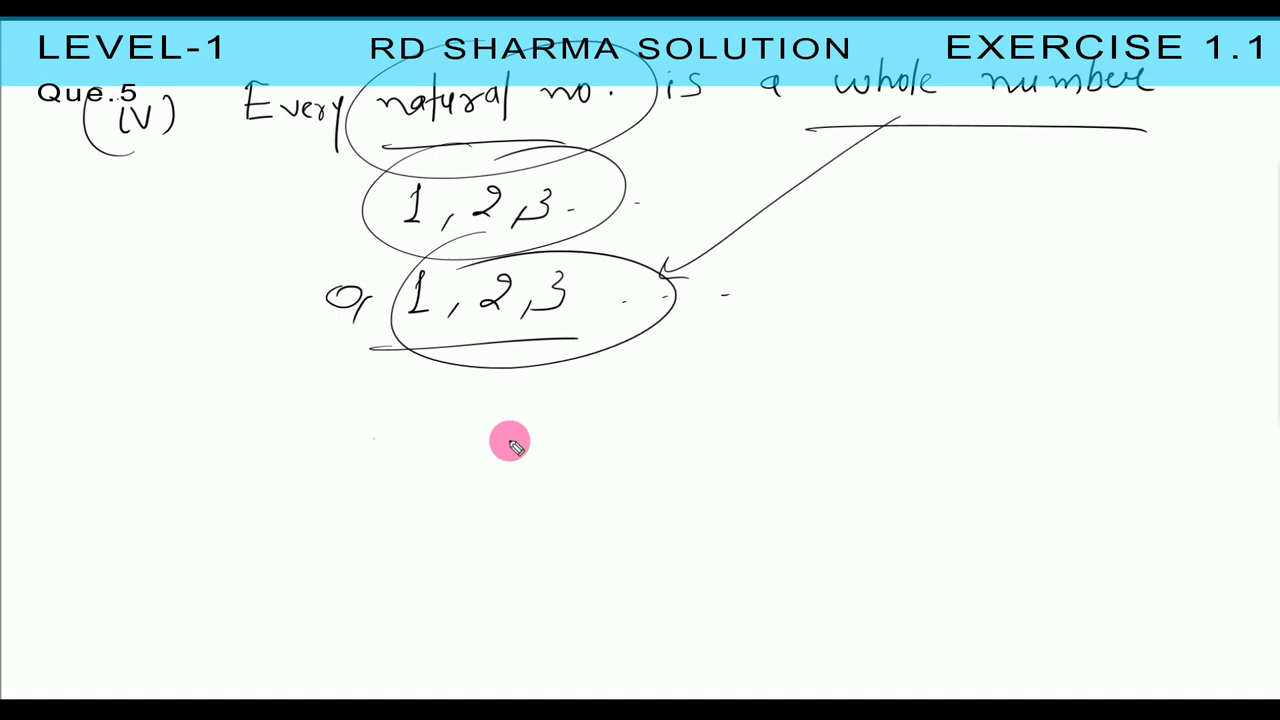 LEVEL-1 RD SHARMA SOLUTION EXERCISE 1.1
Que.5
(iv) Every natural no. is a whole number
1, 2, 3 - -
0, 1, 2, 3 - - -